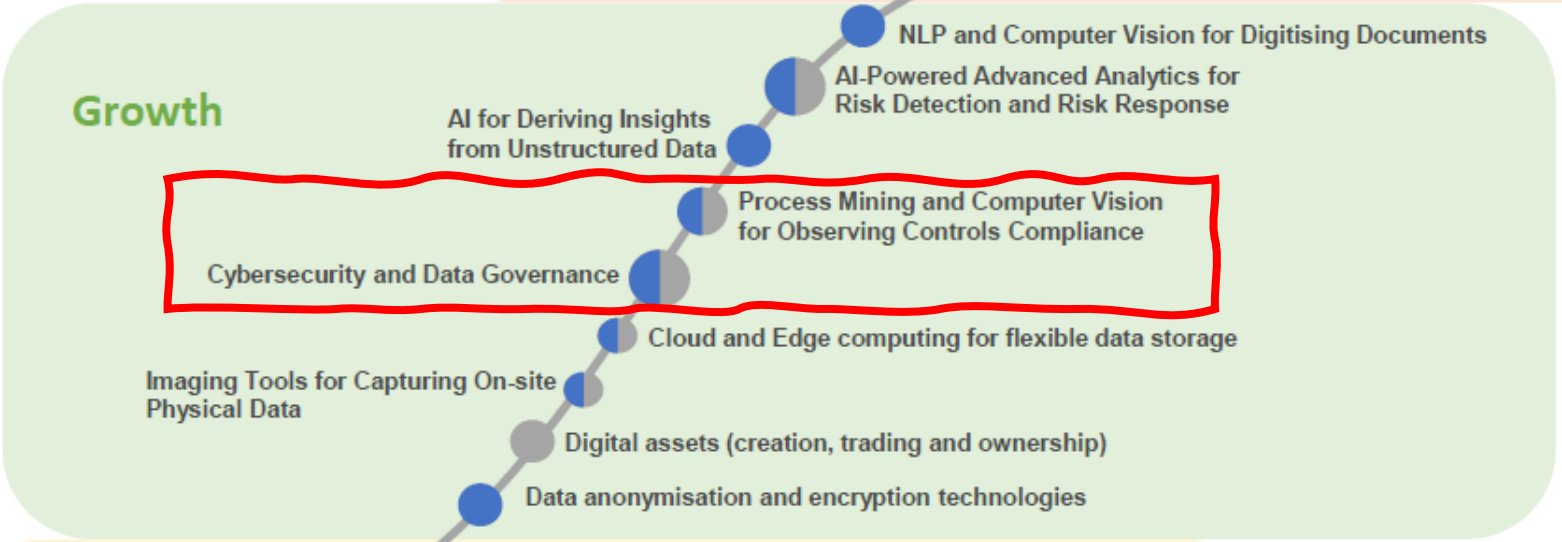 NLP and Computer Vision for Digitising Documents
AI-Powered Advanced Analytics for
Risk Detection and Risk Response
Growth
AI for Deriving Insights
from Unstructured Data
Process Mining and Computer Vision
for Observing Controls Compliance
Cybersecurity and Data Governance
Cloud and Edge computing for flexible data storage
Imaging Tools for Capturing On-site
Physical Data
Digital assets (creation, trading and ownership)
Data anonymisation and encryption technologies